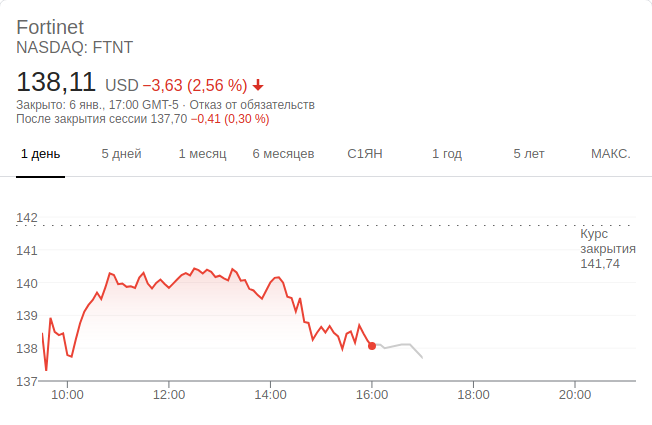 Fortinet
NASDAQ: FTNT
138,11 USD −3,63 (2,56 %)
Закрыто: 6 янв., 17:00 GMT-5 · Отказ от обязательств
После закрытия сессии 137,70 −0,41 (0,30 %)
1 день 5 дней 1 месяц 6 месяцев С1ЯН 1 год 5 лет МАКС.
142
Курс
закрытия
141,74
141
140
139
138
137
10:00 12:00 14:00 16:00 18:00 20:00